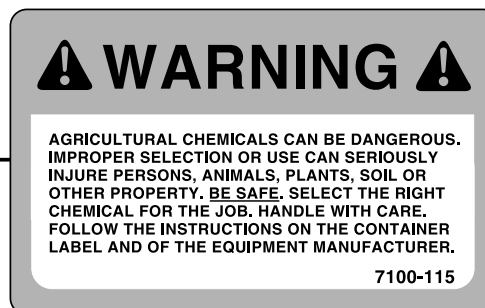 WARNING
AGRICULTURAL CHEMICALS CAN BE DANGEROUS.
IMPROPER SELECTION OR USE CAN SERIOUSLY
INJURE PERSONS, ANIMALS, PLANTS, SOIL OR
OTHER PROPERTY. BE SAFE. SELECT THE RIGHT
CHEMICAL FOR THE JOB. HANDLE WITH CARE.
FOLLOW THE INSTRUCTIONS ON THE CONTAINER
LABEL AND OF THE EQUIPMENT MANUFACTURER.
7100-115